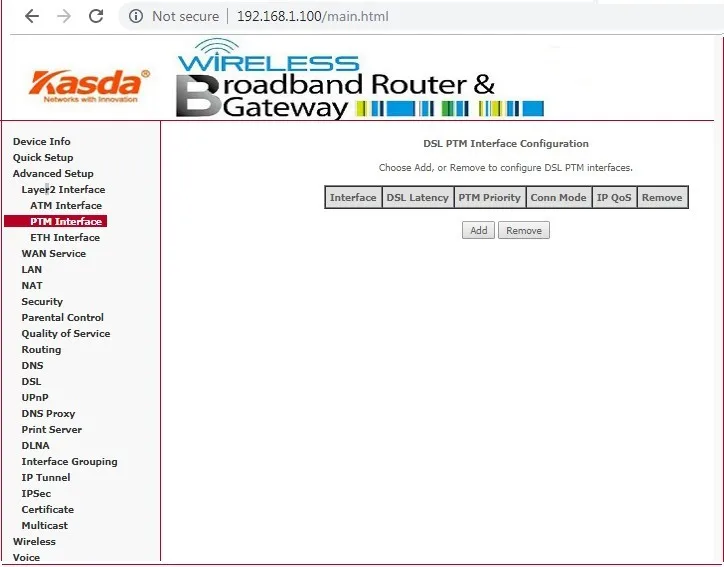 Not secure | 192.168.1.100/main.html
Kasda®
Networks with Innovation
WIRELESS
Broadband Router &
Gateway
Device Info
Quick Setup
Advanced Setup
Layer2 Interface
ATM Interface
PTM Interface
ETH Interface
WAN Service
LAN
NAT
Security
Parental Control
Quality of Service
Routing
DNS
DSL
UPnP
DNS Proxy
Print Server
DLNA
Interface Grouping
IP Tunnel
IPSec
Certificate
Multicast
Wireless
Voice
DSL PTM Interface Configuration
Choose Add, or Remove to configure DSL PTM interfaces.
Interface DSL Latency PTM Priority Conn Mode IP QoS Remove
Add Remove